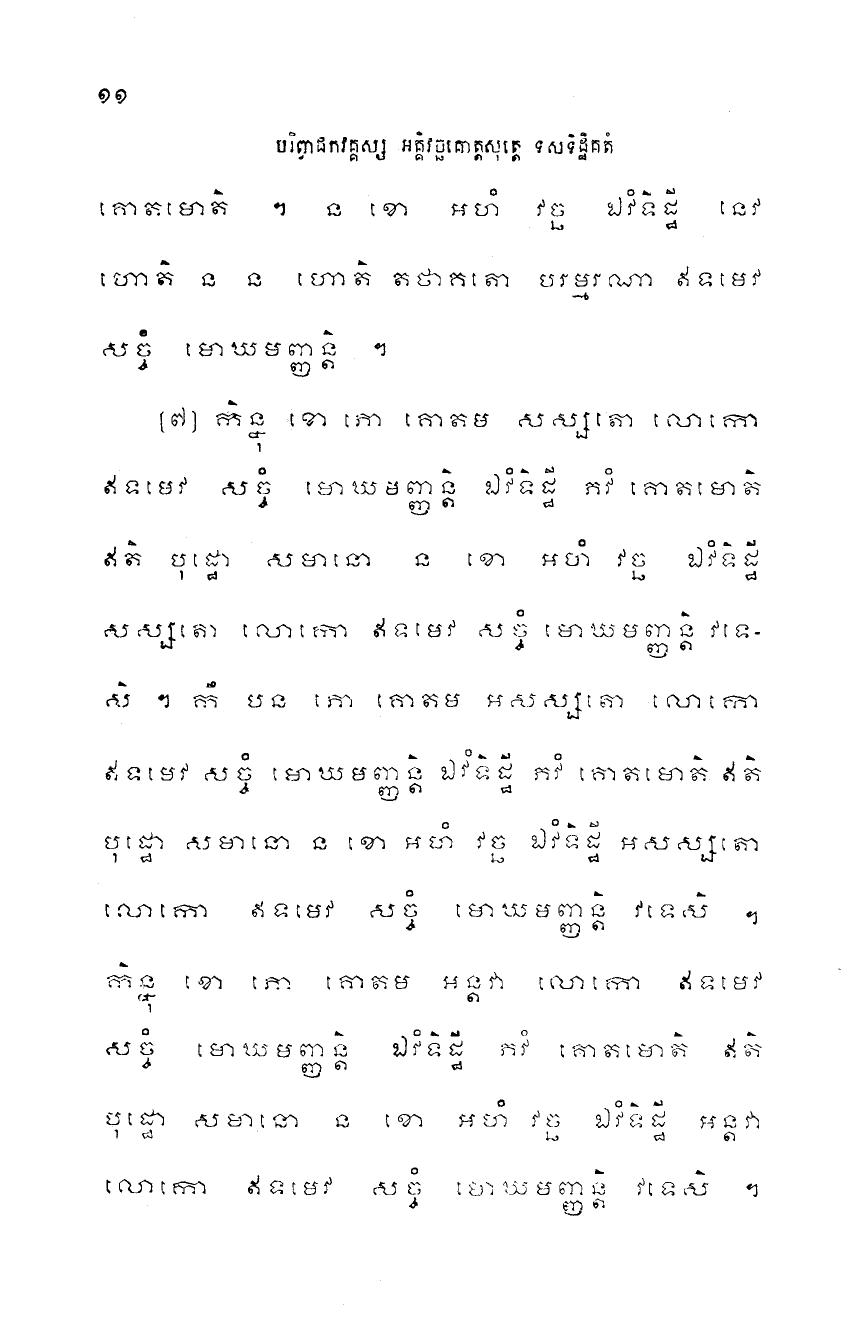 ១១
បរិព្វាជកវគ្គស្ស អគ្គិវច្ឆគោត្តសុត្តេ ទសទិដ្ឋិគតំ
គោតមោតិ ។ ន ខោ អហំ វច្ឆ ឯវំទិដ្ឋី នេវ
ហោតិ ន ន ហោតិ តថាគតោ បរម្មរណា ឥទមេវ
សច្ចំ មោឃមញ្ញន្តិ ។
[៧] កិន្នុ ខោ ភោ គោតម សស្សតោ លោកោ
ឥទមេវ សច្ចំ មោឃមញ្ញន្តិ ឯវំទិដ្ឋី ភវំ គោតមោតិ
ឥតិ បុដ្ឋោ សមានោ ន ខោ អហំ វច្ឆ ឯវំទិដ្ឋី
សស្សតោ លោកោ ឥទមេវ សច្ចំ មោឃមញ្ញន្តិ វទេ-
សិ ។ កឹ បន ភោ គោតម អសស្សតោ លោកោ
ឥទមេវ សច្ចំ មោឃមញ្ញន្តិ ឯវំទិដ្ឋី ភវំ គោតមោតិ ឥតិ
បុដ្ឋោ សមានោ ន ខោ អហំ វច្ឆ ឯវំទិដ្ឋី អសស្សតោ
លោកោ ឥទមេវ សច្ចំ មោឃមញ្ញន្តិ វទេសិ ។
កិន្នុ ខោ ភោ គោតម អន្តវា លោកោ ឥទមេវ
សច្ចំ មោឃមញ្ញន្តិ ឯវំទិដ្ឋី ភវំ គោតមោតិ ឥតិ
បុដ្ឋោ សមានោ ន ខោ អហំ វច្ឆ ឯវំទិដ្ឋី អន្តវា
លោកោ ឥទមេវ សច្ចំ មោឃមញ្ញន្តិ វទេសិ ។